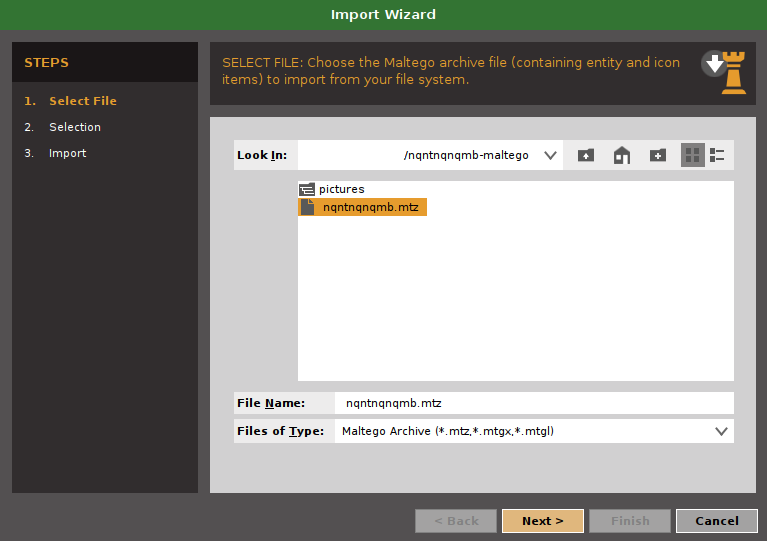 Import Wizard
STEPS
1. Select File
2. Selection
3. Import
SELECT FILE: Choose the Maltego archive file (containing entity and icon
items) to import from your file system.
Look In: /nqntnqnqmb-maltego
pictures
nqntnqnqmb.mtz
File Name: nqntnqnqmb.mtz
Files of Type: Maltego Archive (*.mtz,*.mtgx,*.mtgl)
< Back Next > Finish Cancel